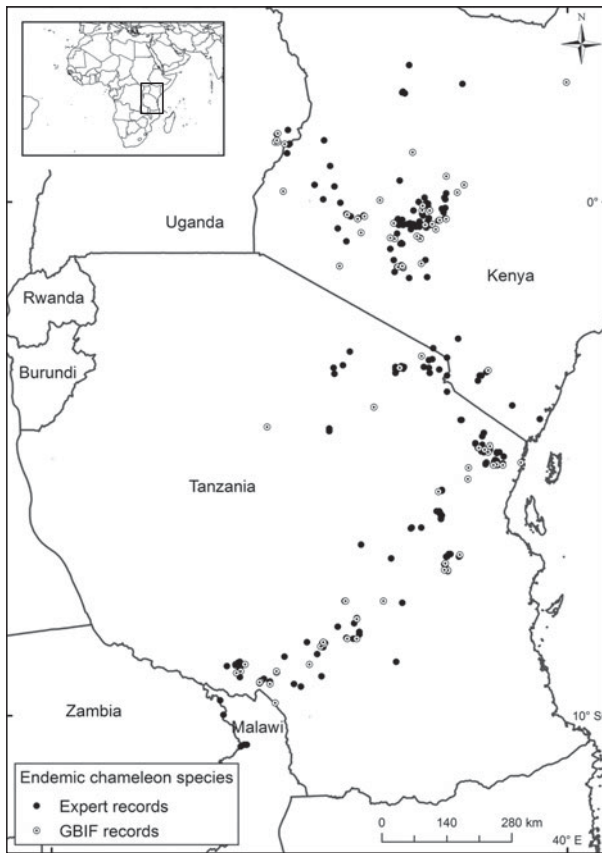 N
0°
Uganda
Kenya
Rwanda
Burundi
Tanzania
Zambia
Malawi
10° S
Endemic chameleon species
Expert records
GBIF records
0 140 280 km
40° E